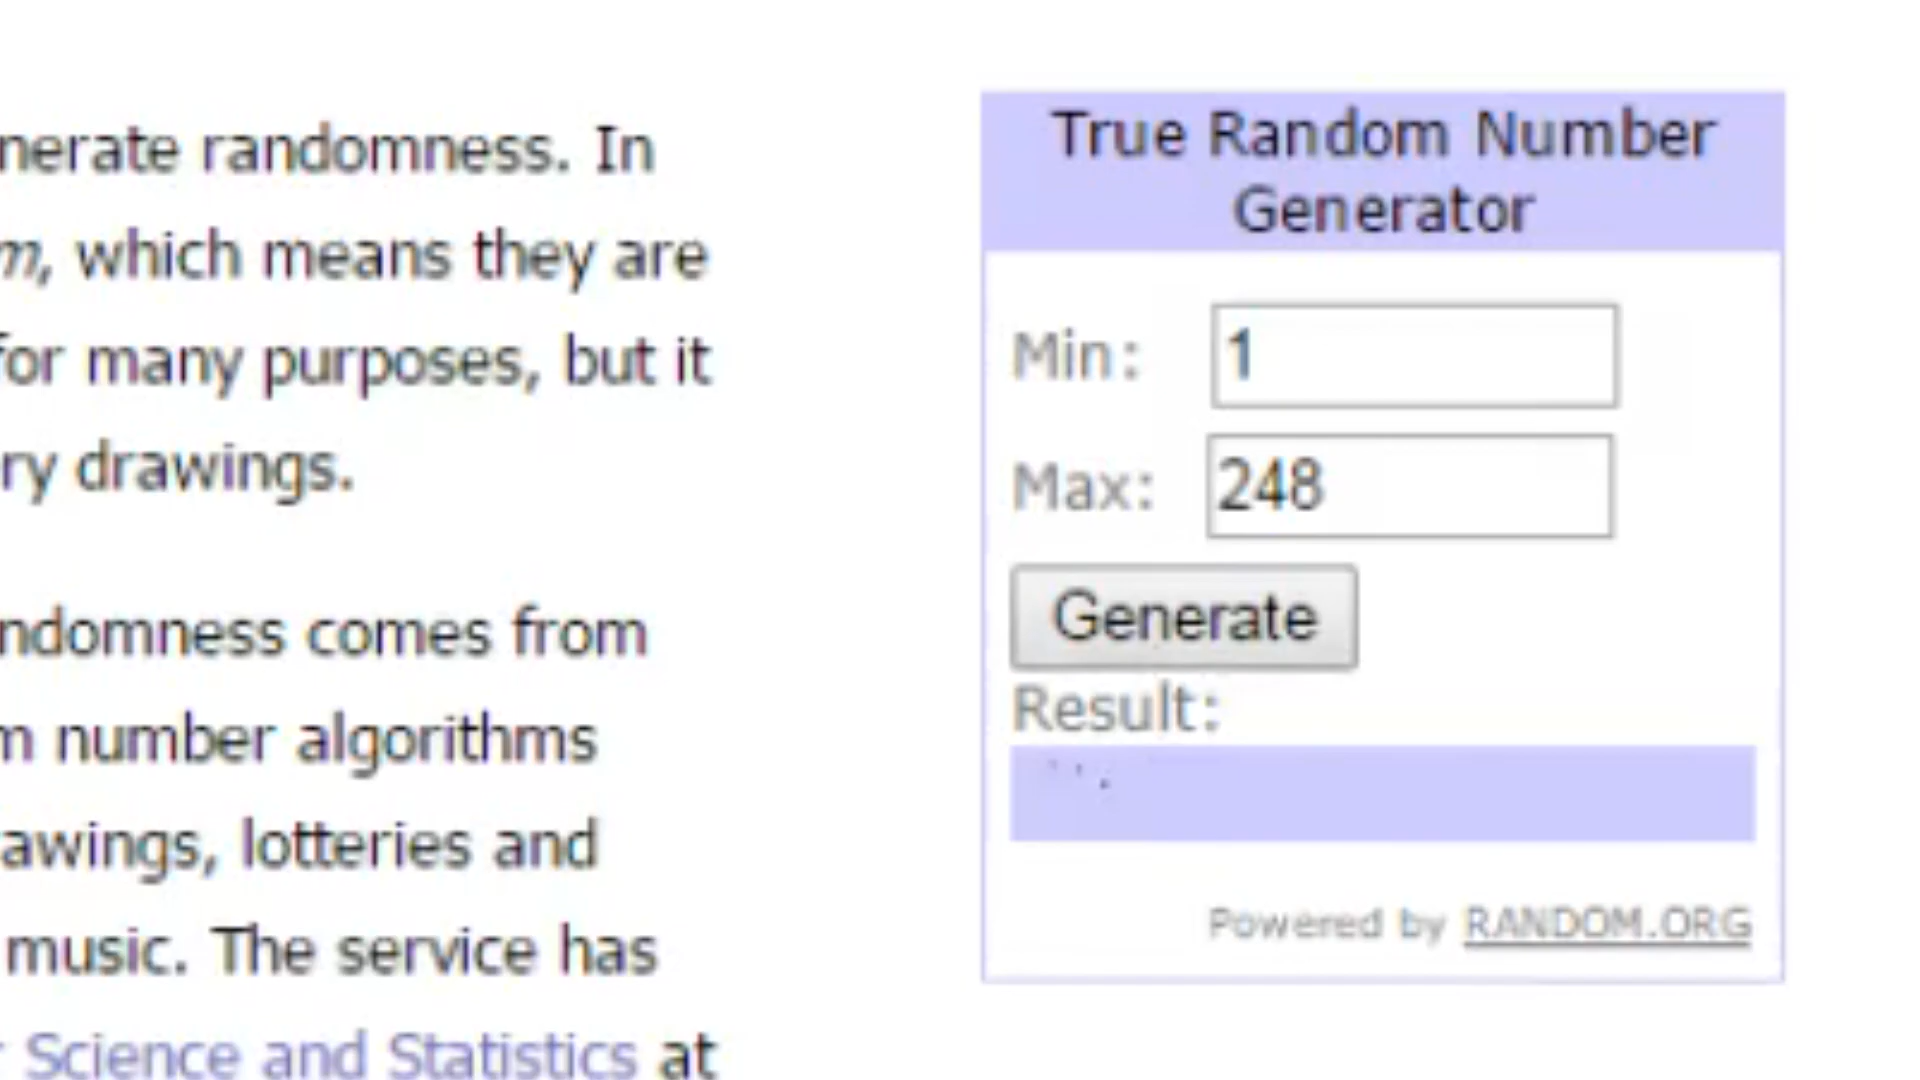 nerate randomness. In
m, which means they are
for many purposes, but it
ry drawings.
ndomness comes from
m number algorithms
awings, lotteries and
music. The service has
Science and Statistics at
True Random Number
Generator
Min: 1
Max: 248
Generate
Result:
Powered by RANDOM.ORG